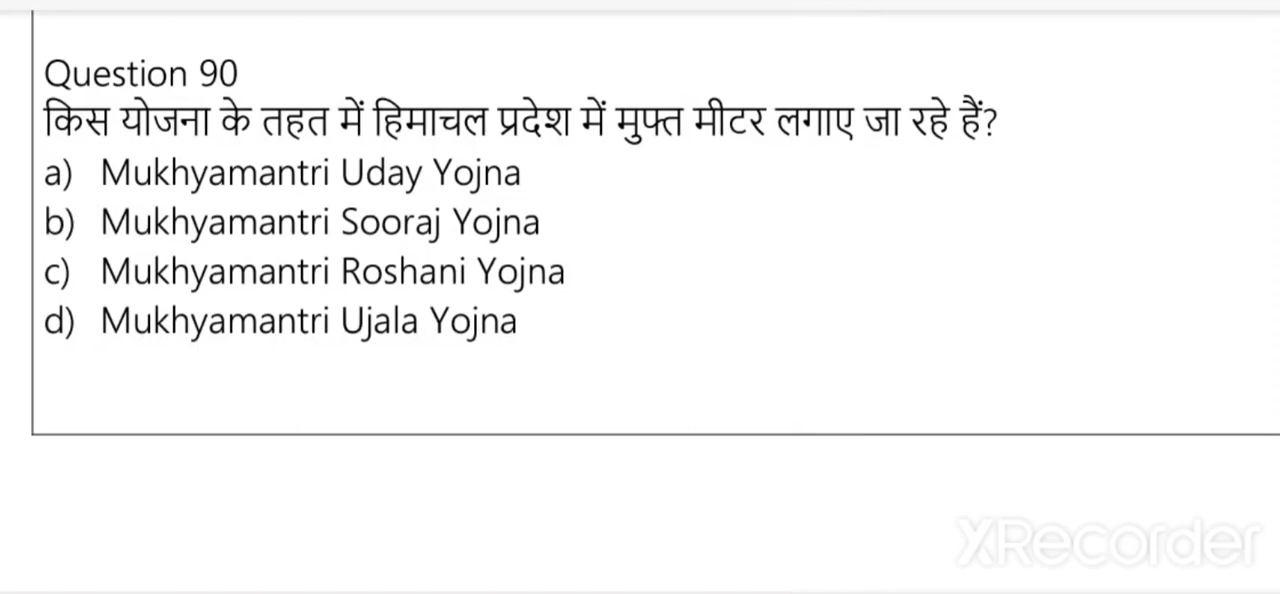 Question 90
किस योजना के तहत में हिमाचल प्रदेश में मुफ्त मीटर लगाए जा रहे हैं?
a) Mukhyamantri Uday Yojna
b) Mukhyamantri Sooraj Yojna
c) Mukhyamantri Roshani Yojna
d) Mukhyamantri Ujala Yojna
XRecorder